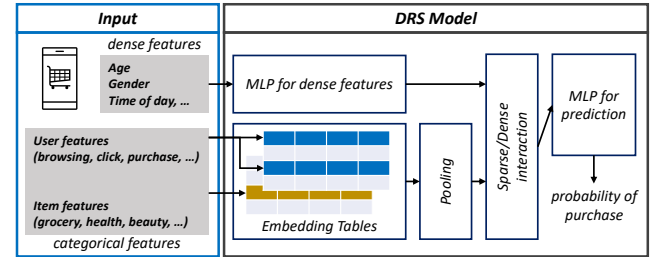 Input
DRS Model
dense features
Age
Gender
Time of day, ...
MLP for dense features
User features
(browsing, click, purchase, ...)
Item features
(grocery, health, beauty, ...)
categorical features
Embedding Tables
Pooling
Sparse/Dense
interaction
MLP for
prediction
probability of
purchase